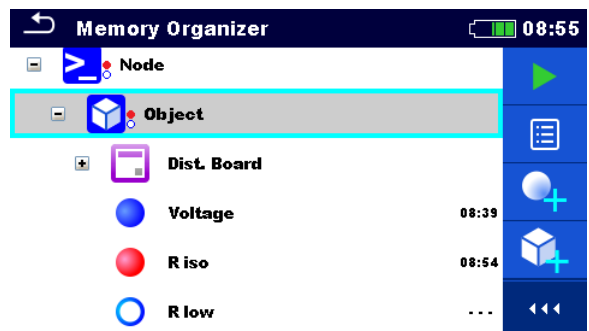 Memory Organizer 08:55
Node
Object
Dist. Board
Voltage 08:39
R iso 08:54
R low ---